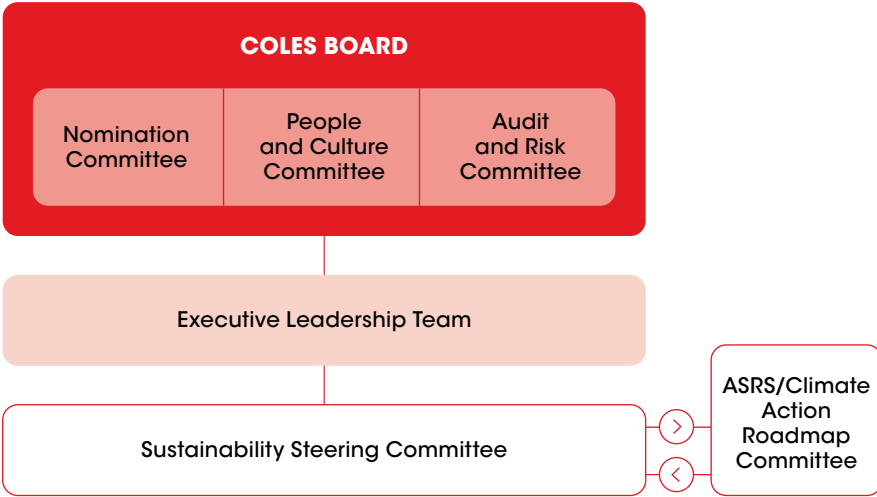 COLES BOARD
Nomination
Committee
People
and Culture
Committee
Audit
and Risk
Committee
Executive Leadership Team
Sustainability Steering Committee
ASRS/Climate
Action
Roadmap
Committee